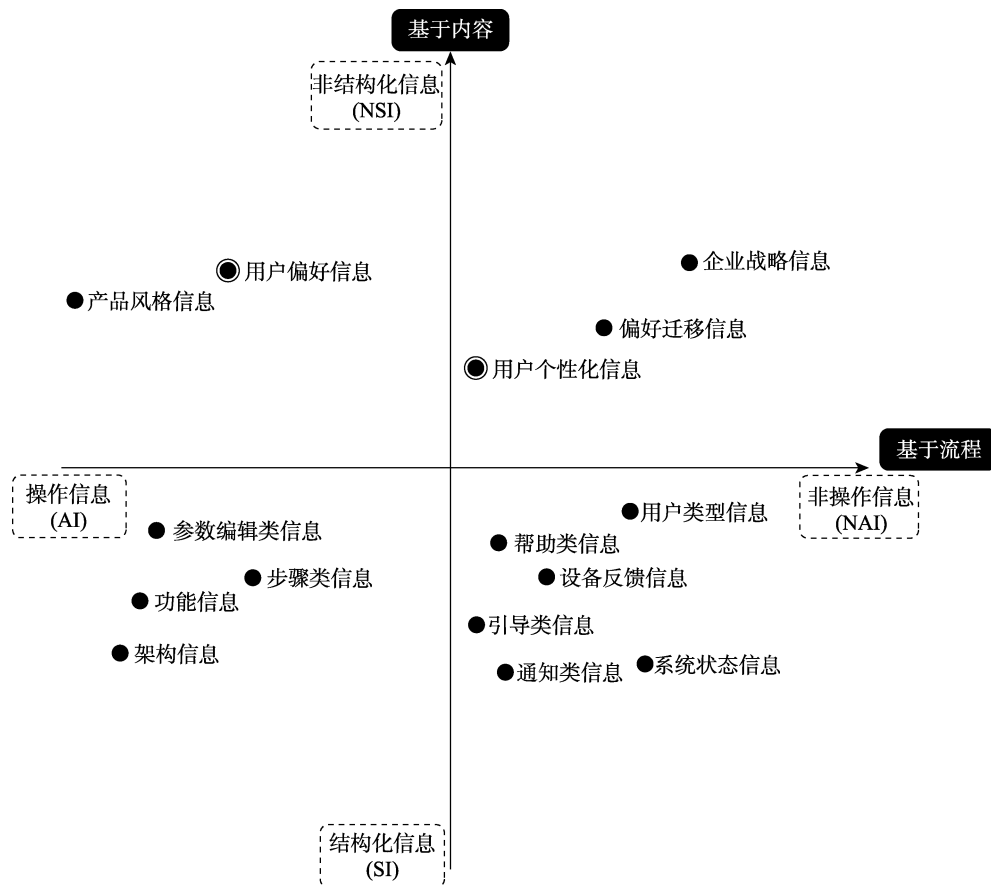 基于内容
非结构化信息
(NSI)
企业战略信息
用户偏好信息
产品风格信息
偏好迁移信息
用户个性化信息
基于流程
操作信息
(AI)
非操作信息
(NAI)
用户类型信息
参数编辑类信息
帮助类信息
步骤类信息
设备反馈信息
功能信息
引导类信息
架构信息
系统状态信息
通知类信息
结构化信息
(SI)